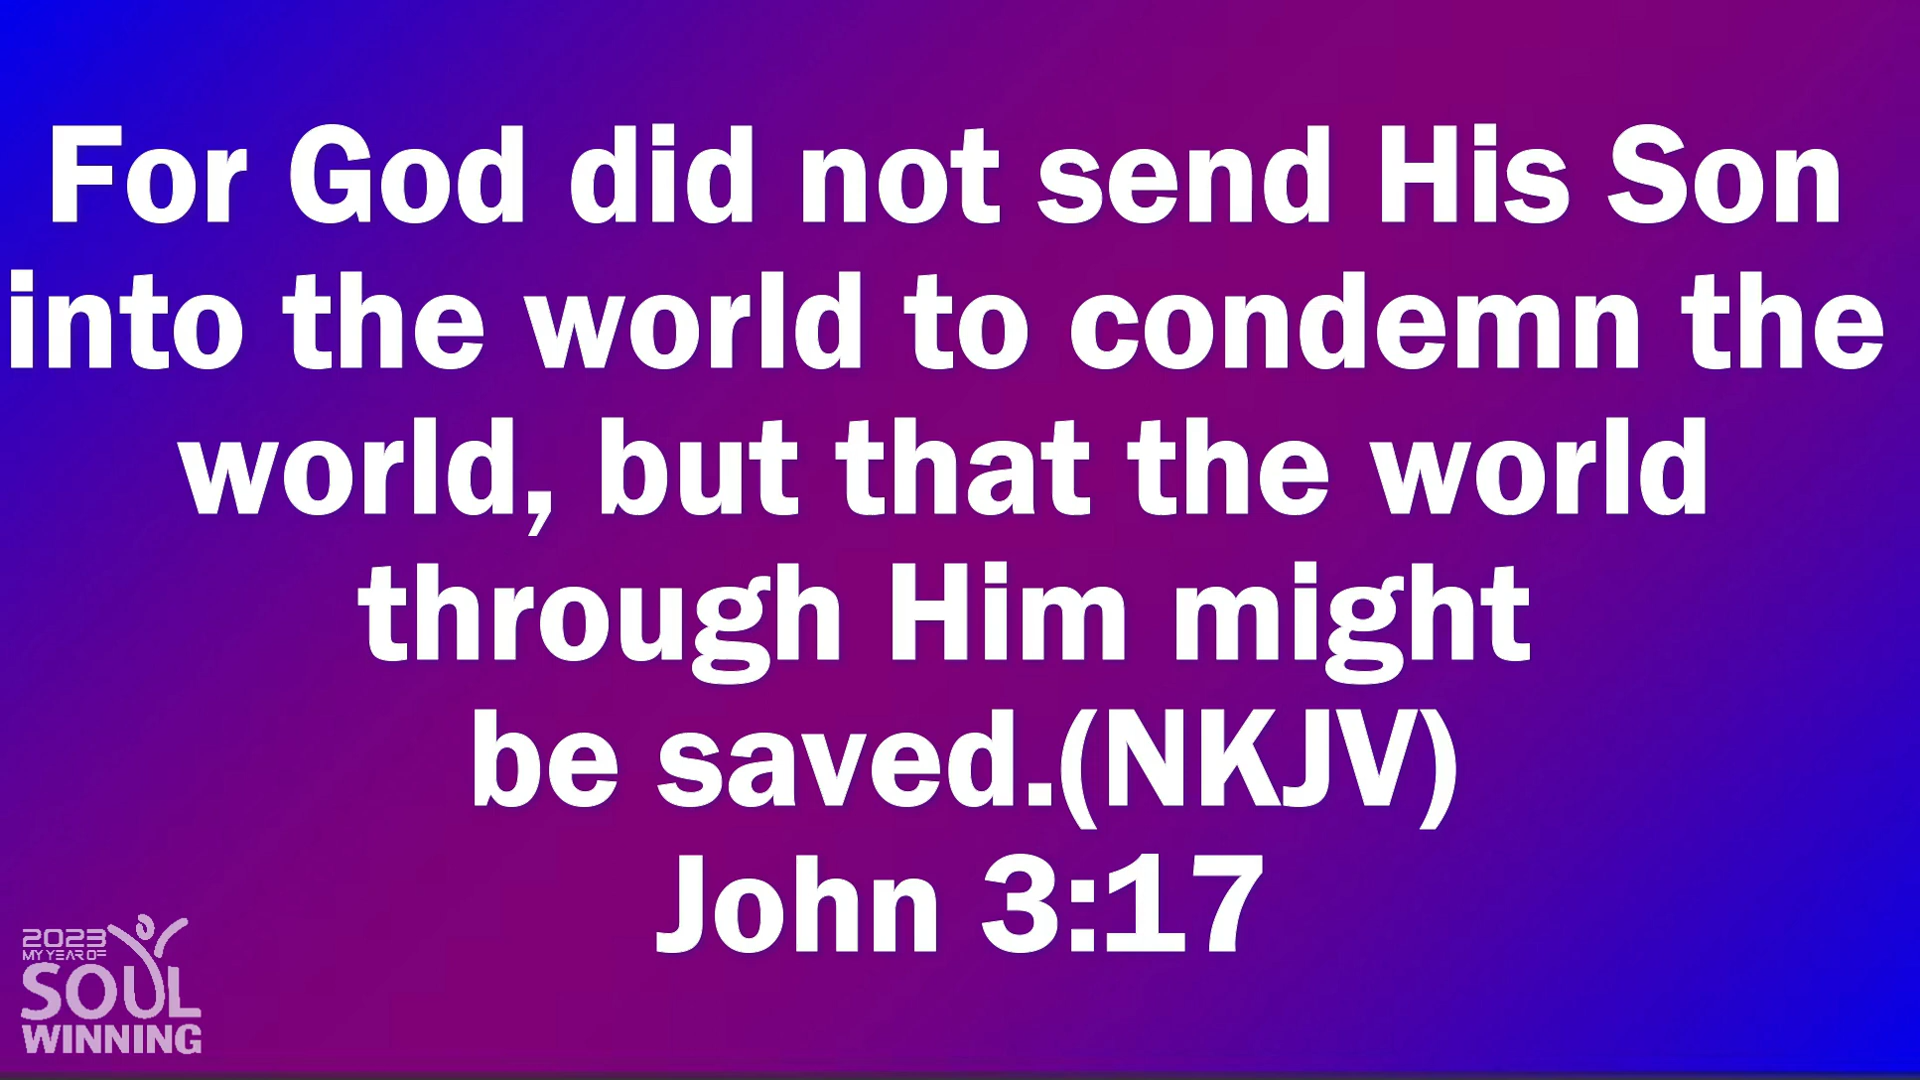 For God did not send His Son
into the world to condemn the
world, but that the world
through Him might
be saved.(NKJV)
John 3:17
2023
MY YEAR OF
SOUL
WINNING